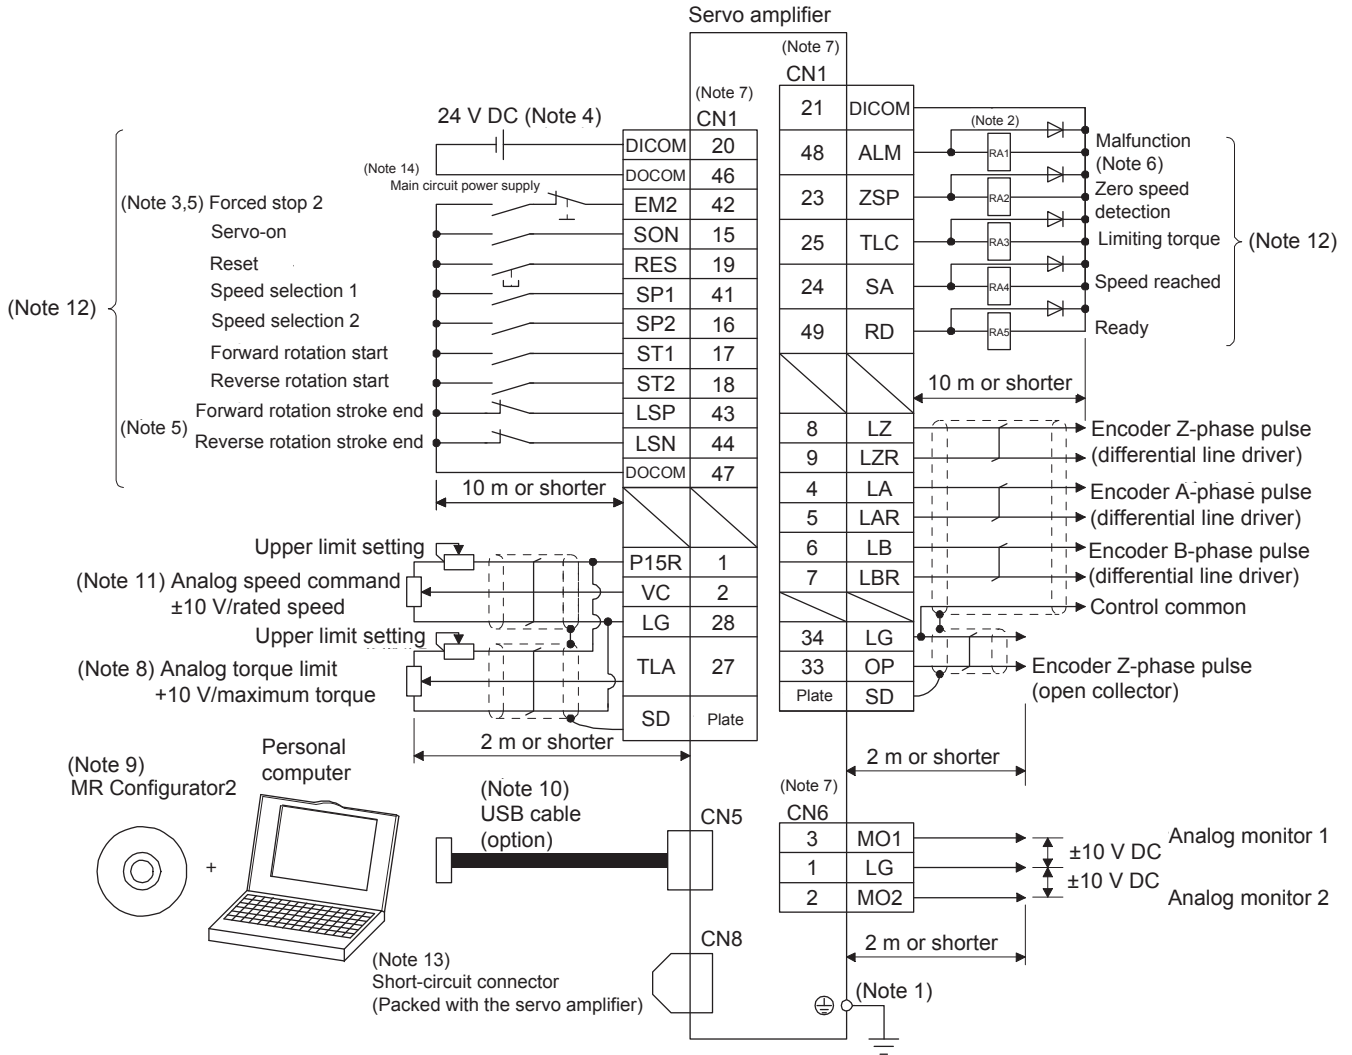 Servo amplifier
(Note 7)
CN1
21 DICOM
(Note 2)
48 ALM RA1 Malfunction
(Note 6)
23 ZSP RA2 Zero speed
detection
25 TLC RA3 Limiting torque
24 SA RA4 Speed reached
49 RD RA5 Ready
(Note 12)
10 m or shorter
8 LZ Encoder Z-phase pulse
9 LZR (differential line driver)
4 LA Encoder A-phase pulse
5 LAR (differential line driver)
6 LB Encoder B-phase pulse
7 LBR (differential line driver)
Control common
34 LG
33 OP Encoder Z-phase pulse
(open collector)
Plate SD
2 m or shorter
(Note 7)
CN1
24 V DC (Note 4)
DICOM 20
DOCOM 46
(Note 14)
Main circuit power supply
(Note 3,5) Forced stop 2 EM2 42
Servo-on SON 15
Reset RES 19
Speed selection 1 SP1 41
Speed selection 2 SP2 16
Forward rotation start ST1 17
Reverse rotation start ST2 18
Forward rotation stroke end LSP 43
(Note 5)
Reverse rotation stroke end LSN 44
DOCOM 47
(Note 12)
10 m or shorter
Upper limit setting P15R 1
(Note 11) Analog speed command VC 2
±10 V/rated speed
LG 28
Upper limit setting
(Note 8) Analog torque limit TLA 27
+10 V/maximum torque
SD Plate
2 m or shorter
(Note 9)
MR Configurator2
+
Personal
computer
(Note 10)
USB cable
(option)
CN5
CN8
(Note 13)
Short-circuit connector
(Packed with the servo amplifier)
(Note 7)
CN6
3 MO1 Analog monitor 1
±10 V DC
1 LG
±10 V DC
2 MO2 Analog monitor 2
2 m or shorter
(Note 1)